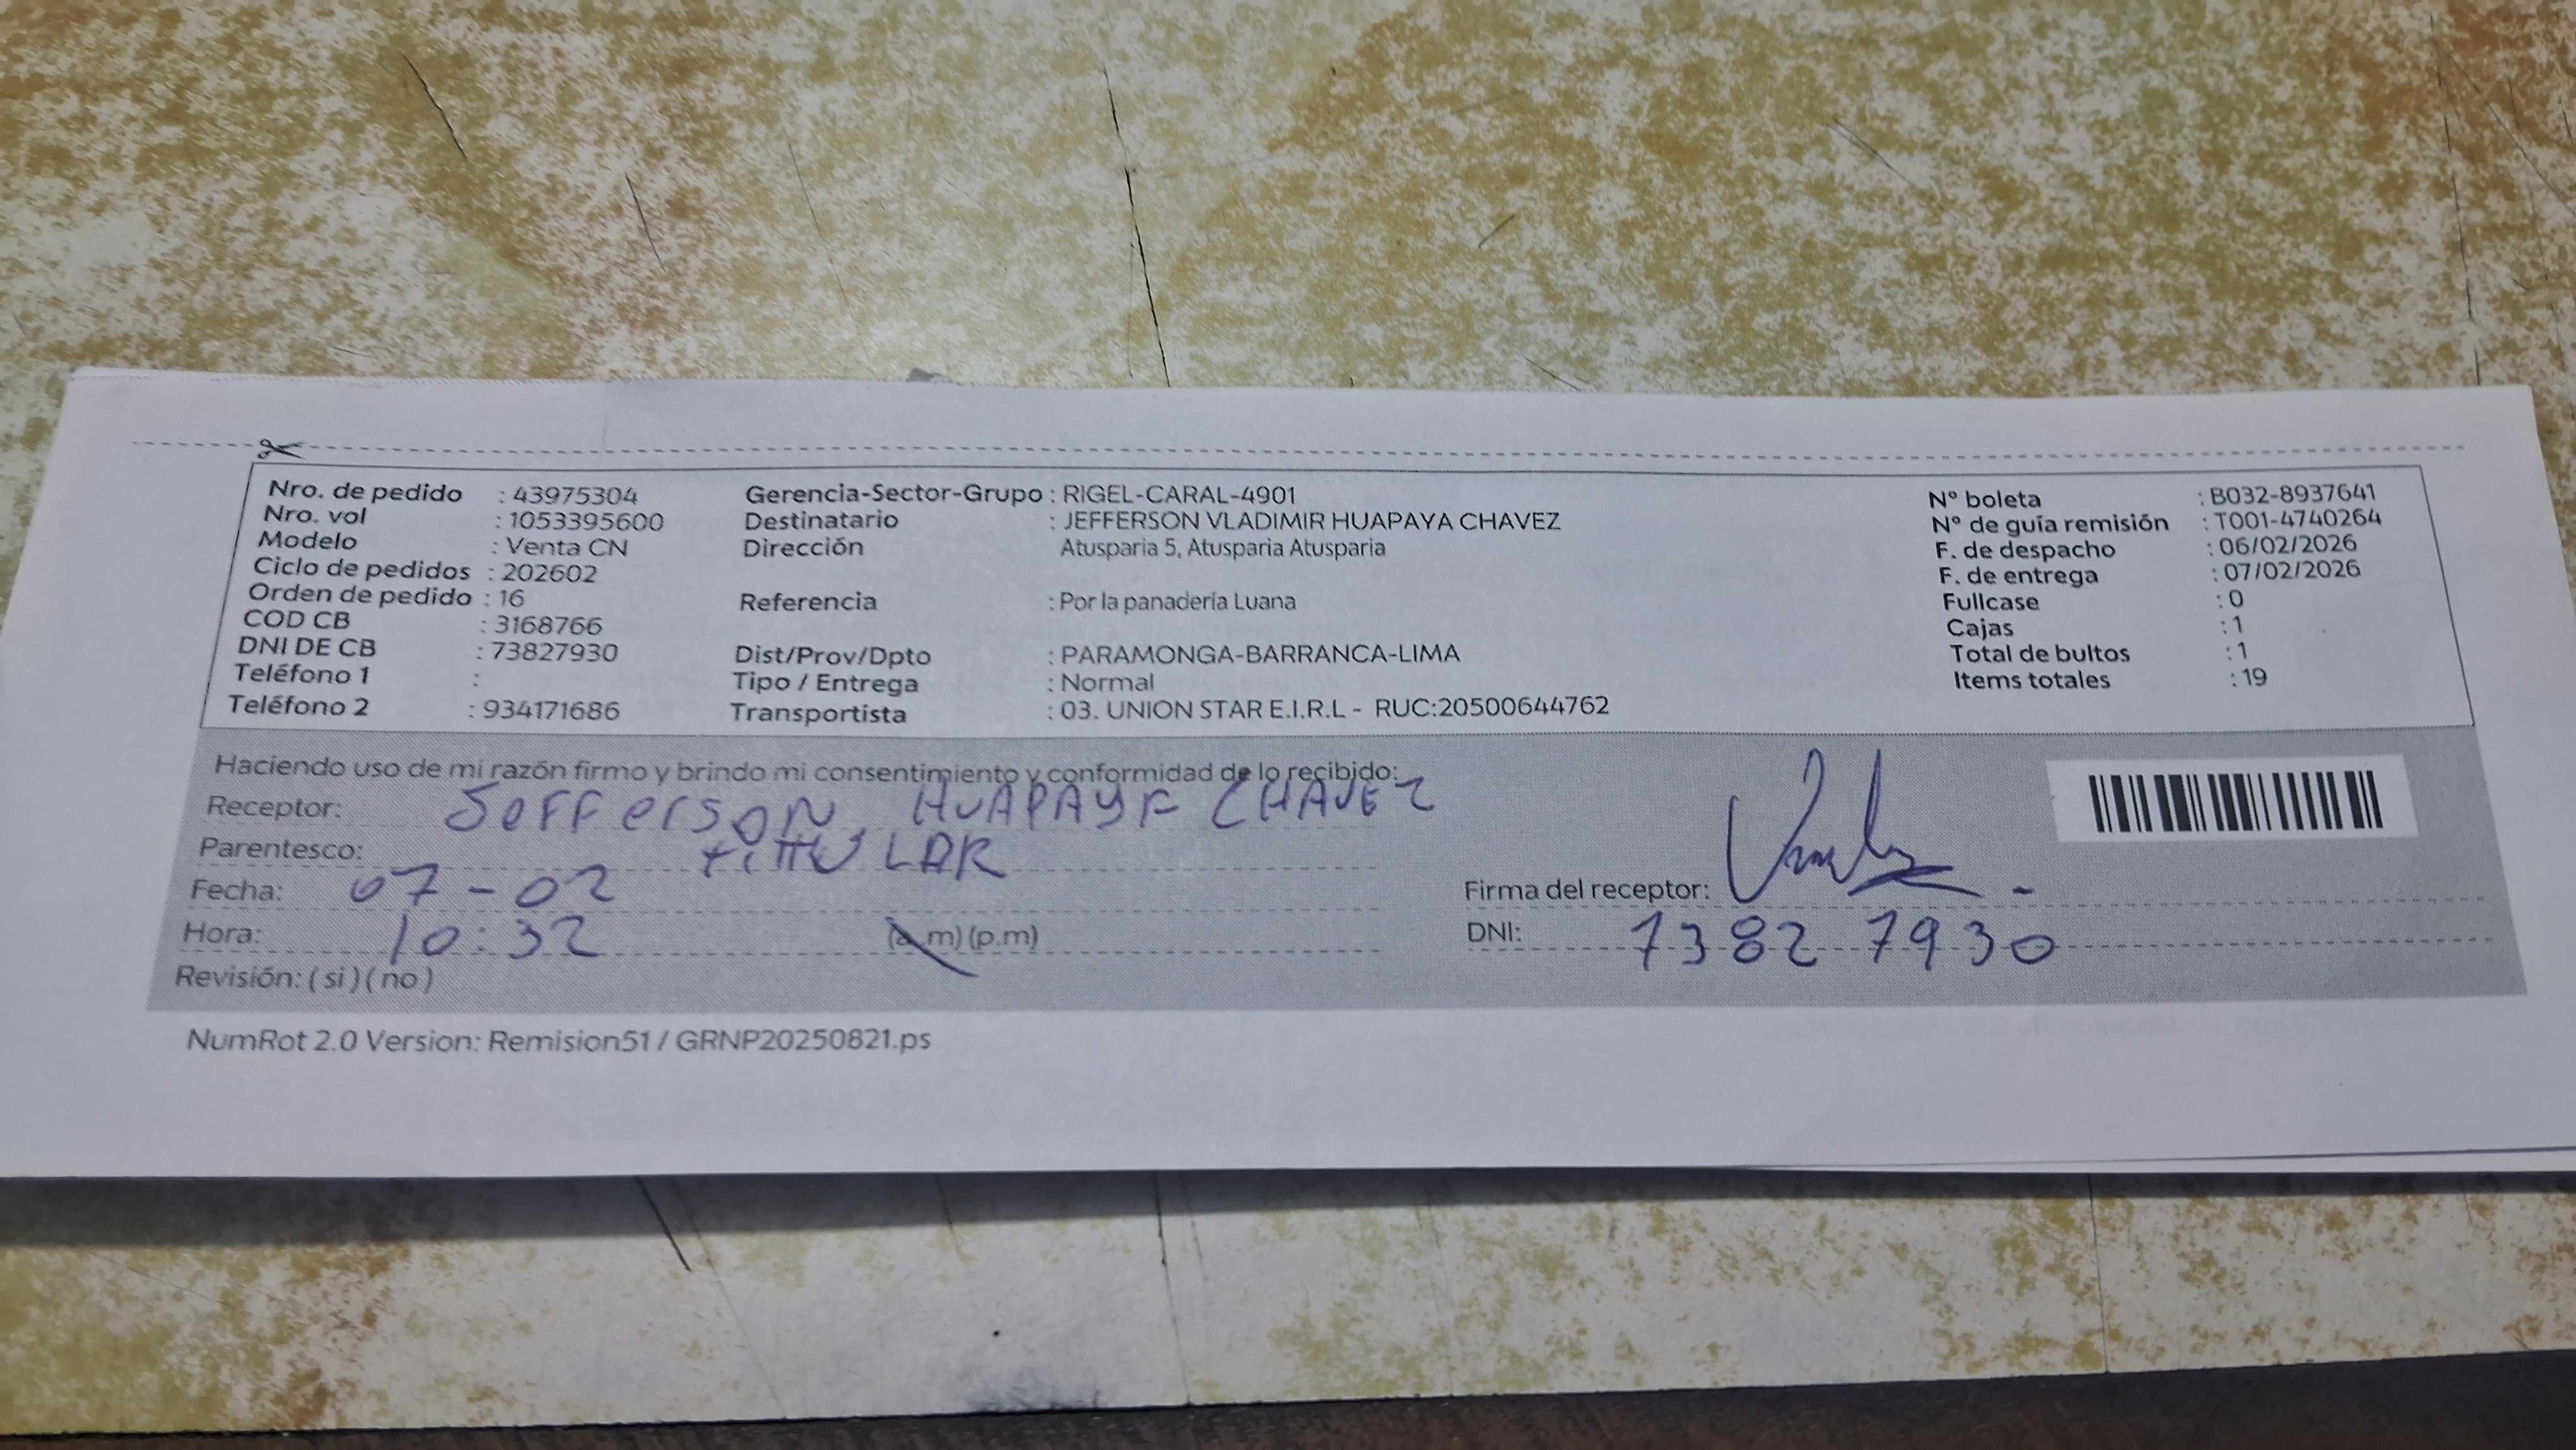 Nro. de pedido : 43975304
Nro. vol : 1053395600
Modelo : Venta CN
Ciclo de pedidos : 202602
Orden de pedido : 16
COD CB : 3168766
DNI DE CB : 73827930
Teléfono 1 :
Teléfono 2 : 934171686
Gerencia-Sector-Grupo : RIGEL-CARAL-4901
Destinatario : JEFFERSON VLADIMIR HUAPAYA CHAVEZ
Dirección Atusparia 5, Atusparia Atusparia
Referencia : Por la panadería Luana
Dist/Prov/Dpto : PARAMONGA-BARRANCA-LIMA
Tipo / Entrega : Normal
Transportista : 03. UNION STAR E.I.R.L - RUC:20500644762
Nº boleta : B032-8937641
Nº de guía remisión : T001-4740264
F. de despacho : 06/02/2026
F. de entrega : 07/02/2026
Fullcase : 0
Cajas : 1
Total de bultos : 1
Items totales : 19
Haciendo uso de mi razón firmo y brindo mi consentimiento y conformidad de lo recibido:
Receptor: Jefferson HUAPAYA CHAVEZ
Parentesco: tittULAR
Fecha: 07-02
Hora: 10:32 (a.m) (p.m)
Revisión: ( si ) ( no )
Firma del receptor:
DNI: 7382 7930
NumRot 2.0 Version: Remision51 / GRNP20250821.ps